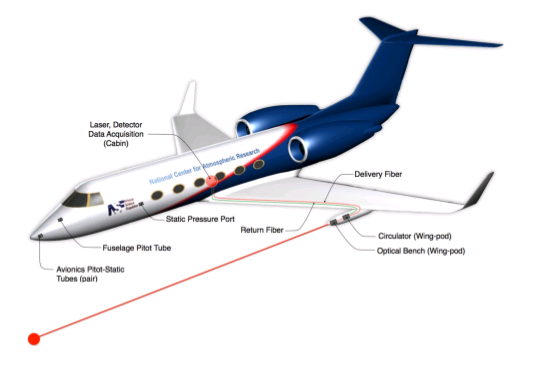 Laser, Detector
Data Acquisition
(Cabin)
National Center for Atmospheric Research
Delivery Fiber
Static Pressure Port
Return Fiber
Circulator (Wing-pod)
Fuselage Pitot Tube
Optical Bench (Wing-pod)
Avionics Pitot-Static
Tubes (pair)